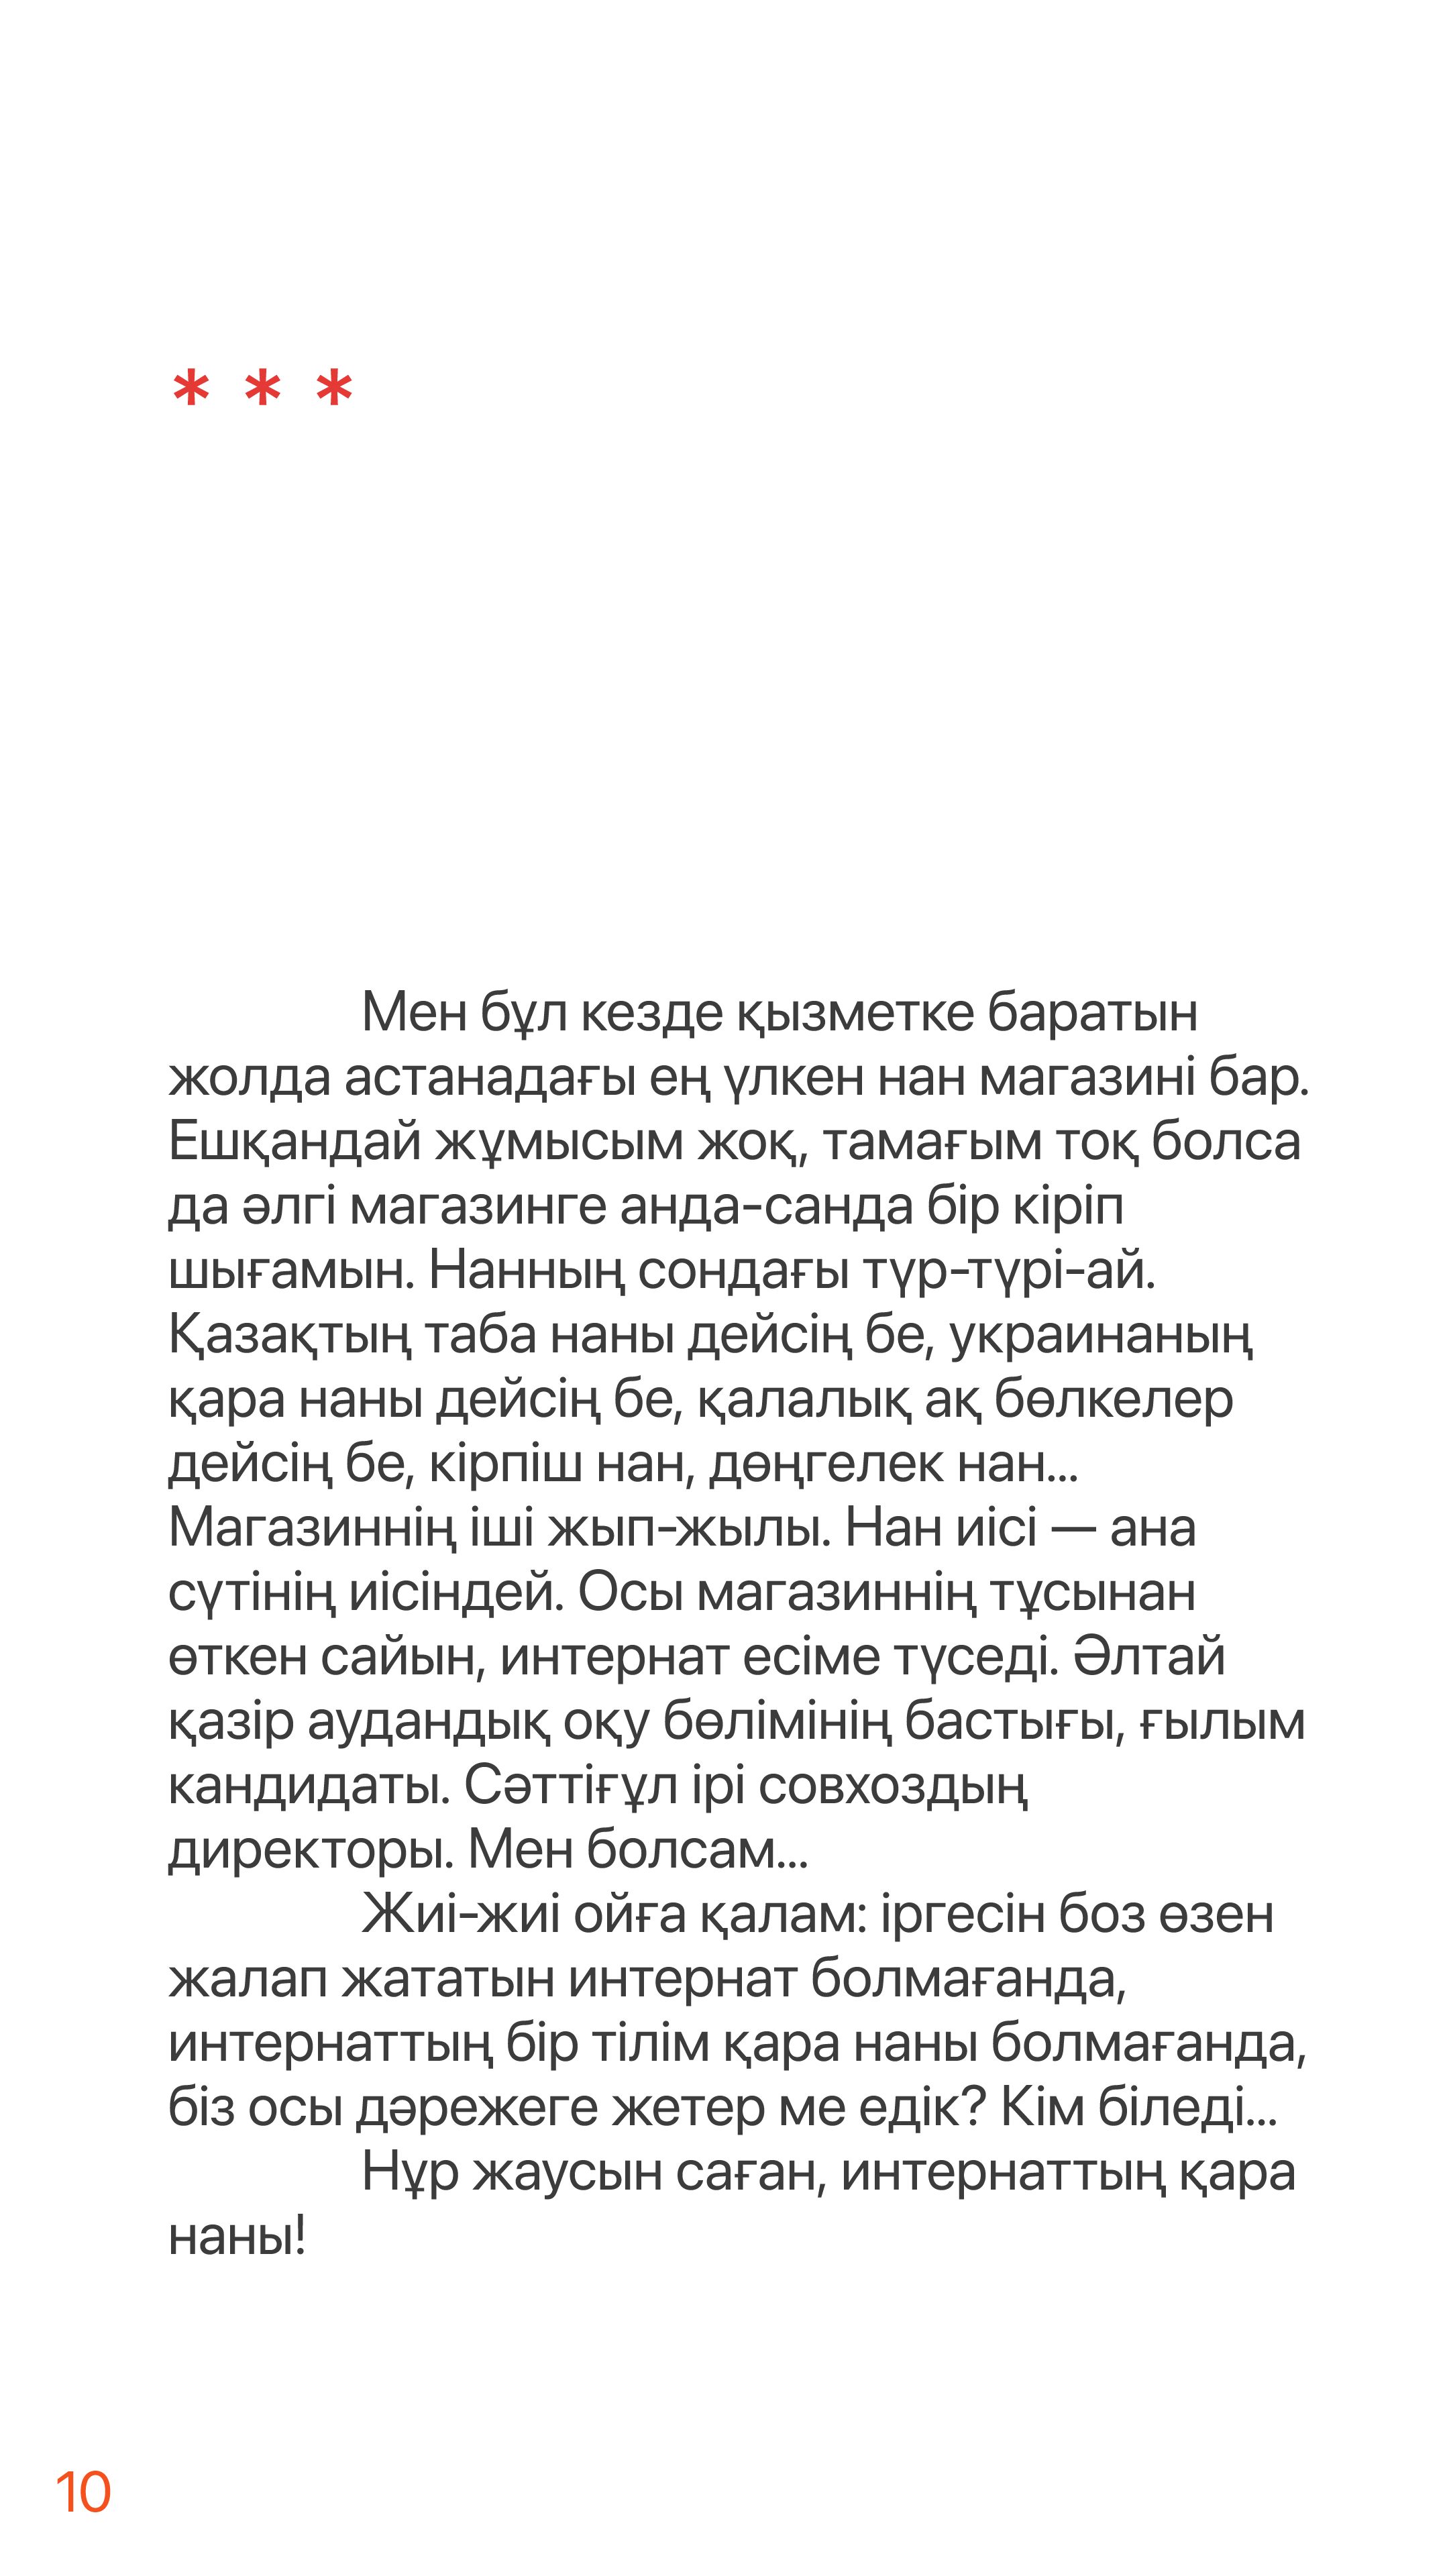 * * *
Мен бұл кезде қызметке баратын
жолда астанадағы ең үлкен нан магазині бар.
Ешқандай жұмысым жоқ, тамағым тоқ болса
да әлгі магазинге анда-санда бір кіріп
шығамын. Нанның сондағы түр-түрі-ай.
Қазақтың таба наны дейсің бе, украинаның
қара наны дейсің бе, қалалық ақ бөлкелер
дейсің бе, кірпіш нан, дөңгелек нан...
Магазиннің іші жып-жылы. Нан иісі — ана
сүтінің иісіндей. Осы магазиннің тұсынан
өткен сайын, интернат есіме түседі. Әлтай
қазір аудандық оқу бөлімінің бастығы, ғылым
кандидаты. Сәттіғұл ірі совхоздың
директоры. Мен болсам...
Жиі-жиі ойға қалам: іргесін боз өзен
жалап жататын интернат болмағанда,
интернаттың бір тілім қара наны болмағанда,
біз осы дәрежеге жетер ме едік? Кім біледі...
Нұр жаусын саған, интернаттың қара
наны!
10